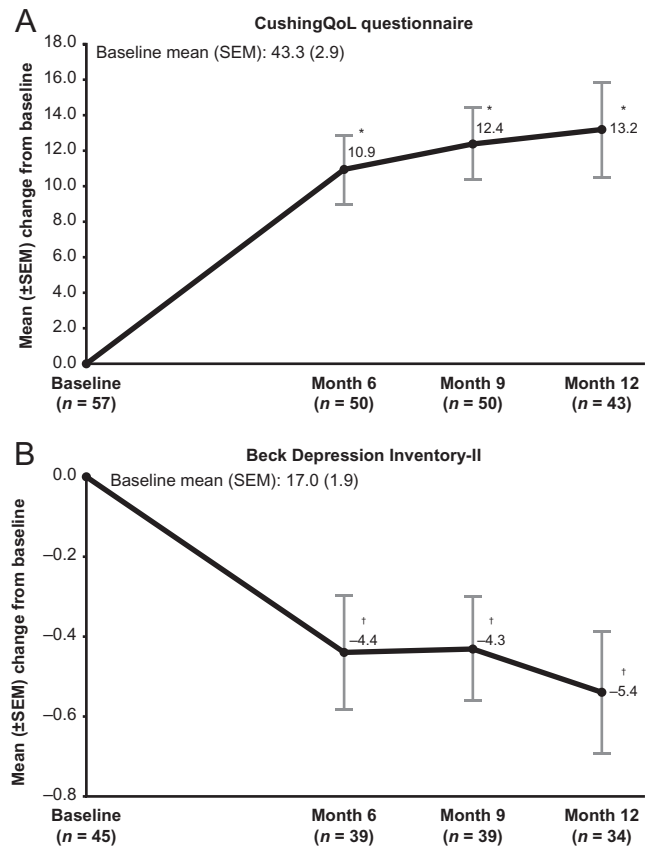 A
CushingQoL questionnaire
Baseline mean (SEM): 43.3 (2.9)
Mean (±SEM) change from baseline
18.0
16.0
14.0
12.0
10.0
8.0
6.0
4.0
2.0
0.0
*
10.9
*
12.4
*
13.2
Baseline Month 6 Month 9 Month 12
(n = 57) (n = 50) (n = 50) (n = 43)
B
Beck Depression Inventory-II
Baseline mean (SEM): 17.0 (1.9)
Mean (±SEM) change from baseline
0.0
–0.2
–0.4
–0.6
–0.8
†
–4.4
†
–4.3
†
–5.4
Baseline Month 6 Month 9 Month 12
(n = 45) (n = 39) (n = 39) (n = 34)